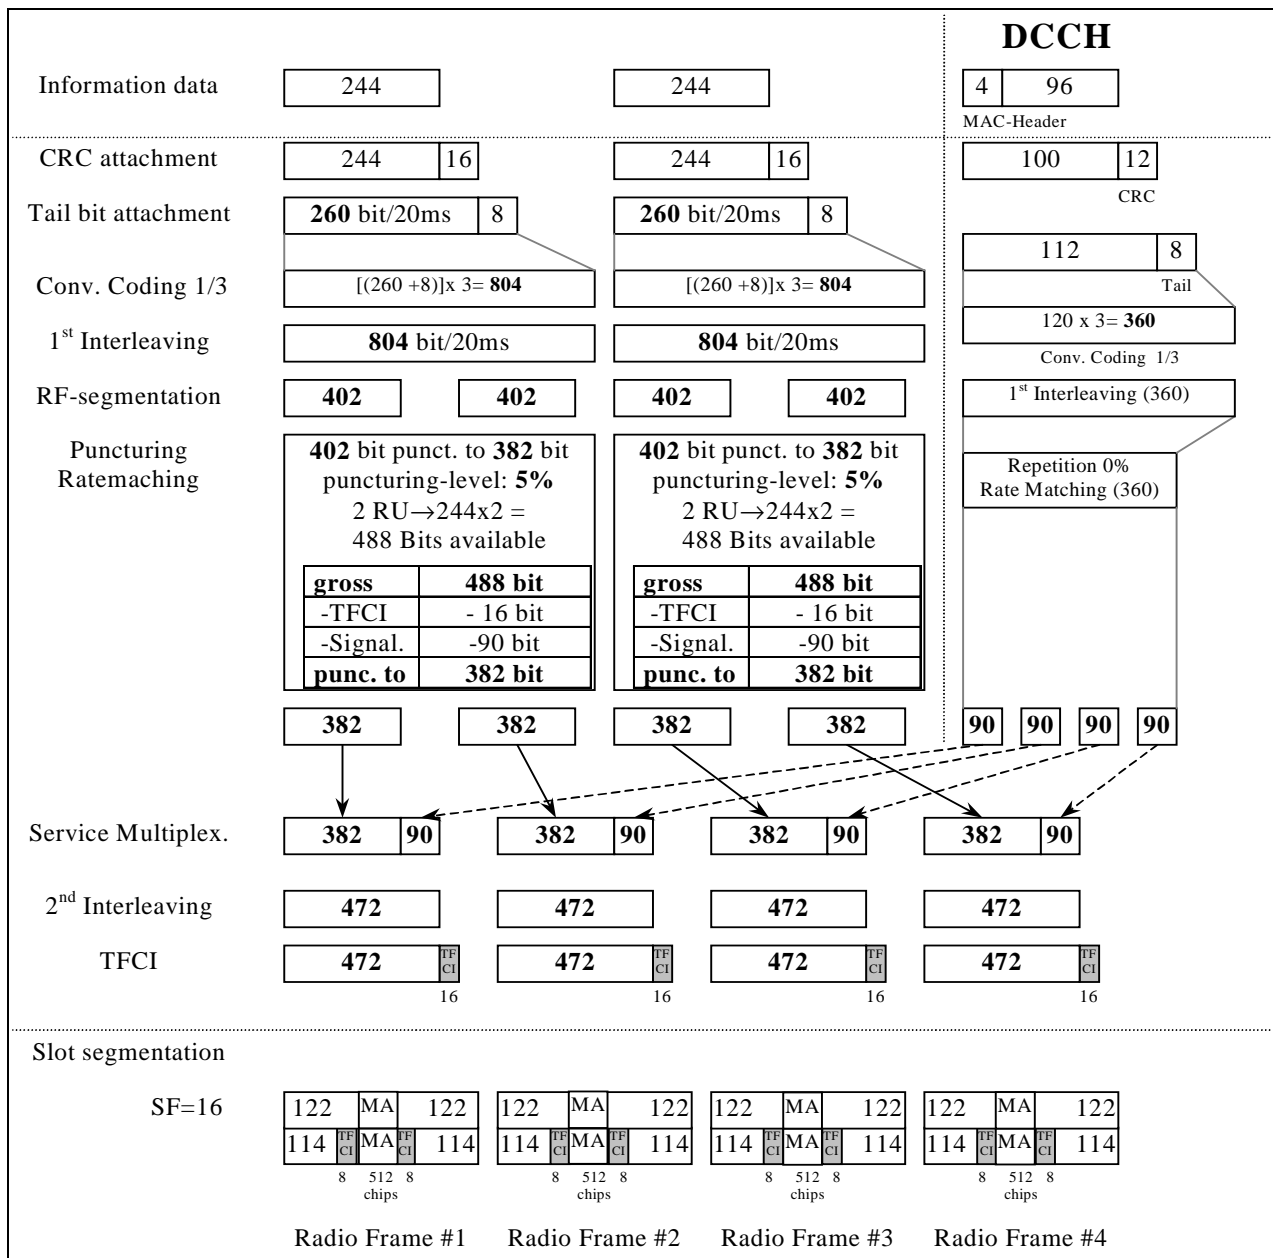 DCCH
Information data 244 244 4 96
MAC-Header
CRC attachment 244 16 244 16 100 12
CRC
Tail bit attachment 260 bit/20ms 8 260 bit/20ms 8
112 8
Tail
Conv. Coding 1/3 [(260 +8)]x 3= 804 [(260 +8)]x 3= 804
120 x 3= 360
Conv. Coding 1/3
1st Interleaving 804 bit/20ms 804 bit/20ms
RF-segmentation 402 402 402 402 1st Interleaving (360)
Puncturing
Ratemaching
402 bit punct. to 382 bit
puncturing-level: 5%
2 RU→244x2 =
488 Bits available
gross 488 bit
-TFCI - 16 bit
-Signal. -90 bit
punc. to 382 bit
402 bit punct. to 382 bit
puncturing-level: 5%
2 RU→244x2 =
488 Bits available
gross 488 bit
-TFCI - 16 bit
-Signal. -90 bit
punc. to 382 bit
Repetition 0%
Rate Matching (360)
382 382 382 382 90 90 90 90
Service Multiplex. 382 90 382 90 382 90 382 90
2nd Interleaving 472 472 472 472
TFCI 472 TF CI 472 TF CI 472 TF CI 472 TF CI
16 16 16 16
Slot segmentation
SF=16 122 MA 122 122 MA 122 122 MA 122 122 MA 122
114 TF CI MA TF CI 114 114 TF CI MA TF CI 114 114 TF CI MA TF CI 114 114 TF CI MA TF CI 114
8 512 8 8 512 8 8 512 8 8 512 8
chips chips chips chips
Radio Frame #1 Radio Frame #2 Radio Frame #3 Radio Frame #4